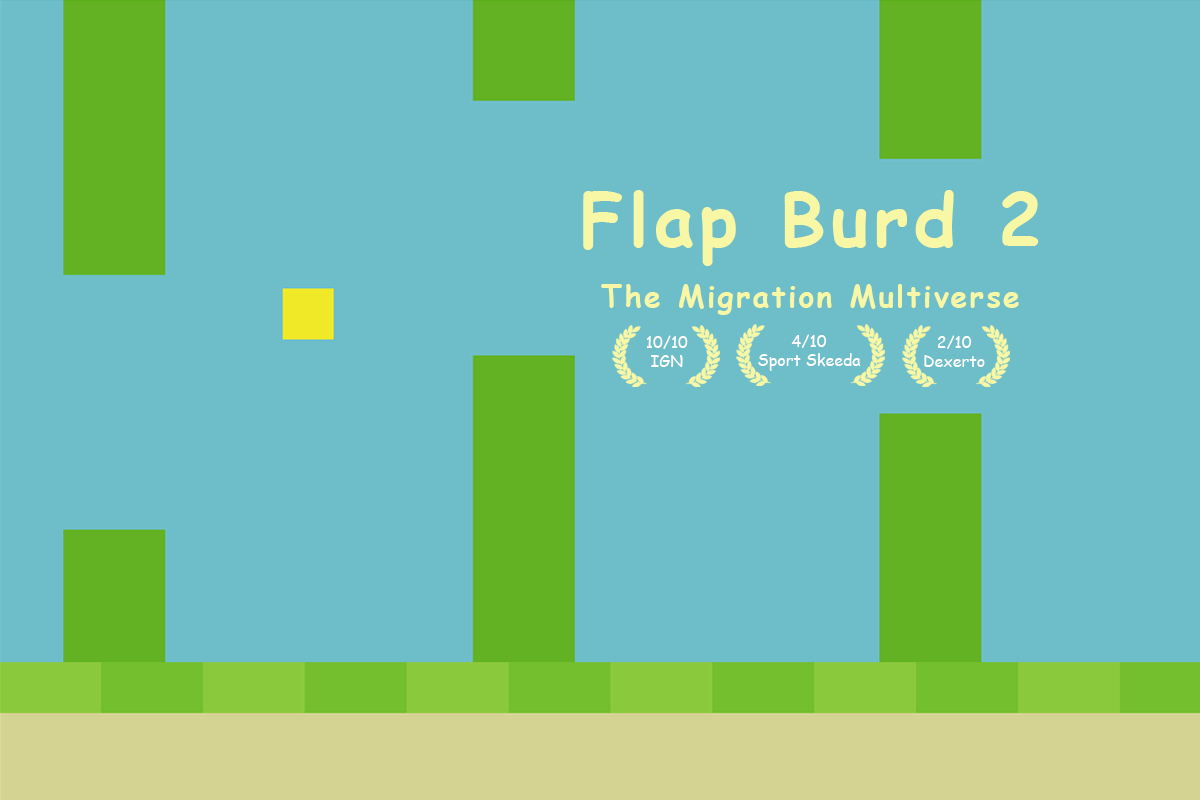 Flap Burd 2
The Migration Multiverse
10/10
IGN
4/10
Sport Skeeda
2/10
Dexerto